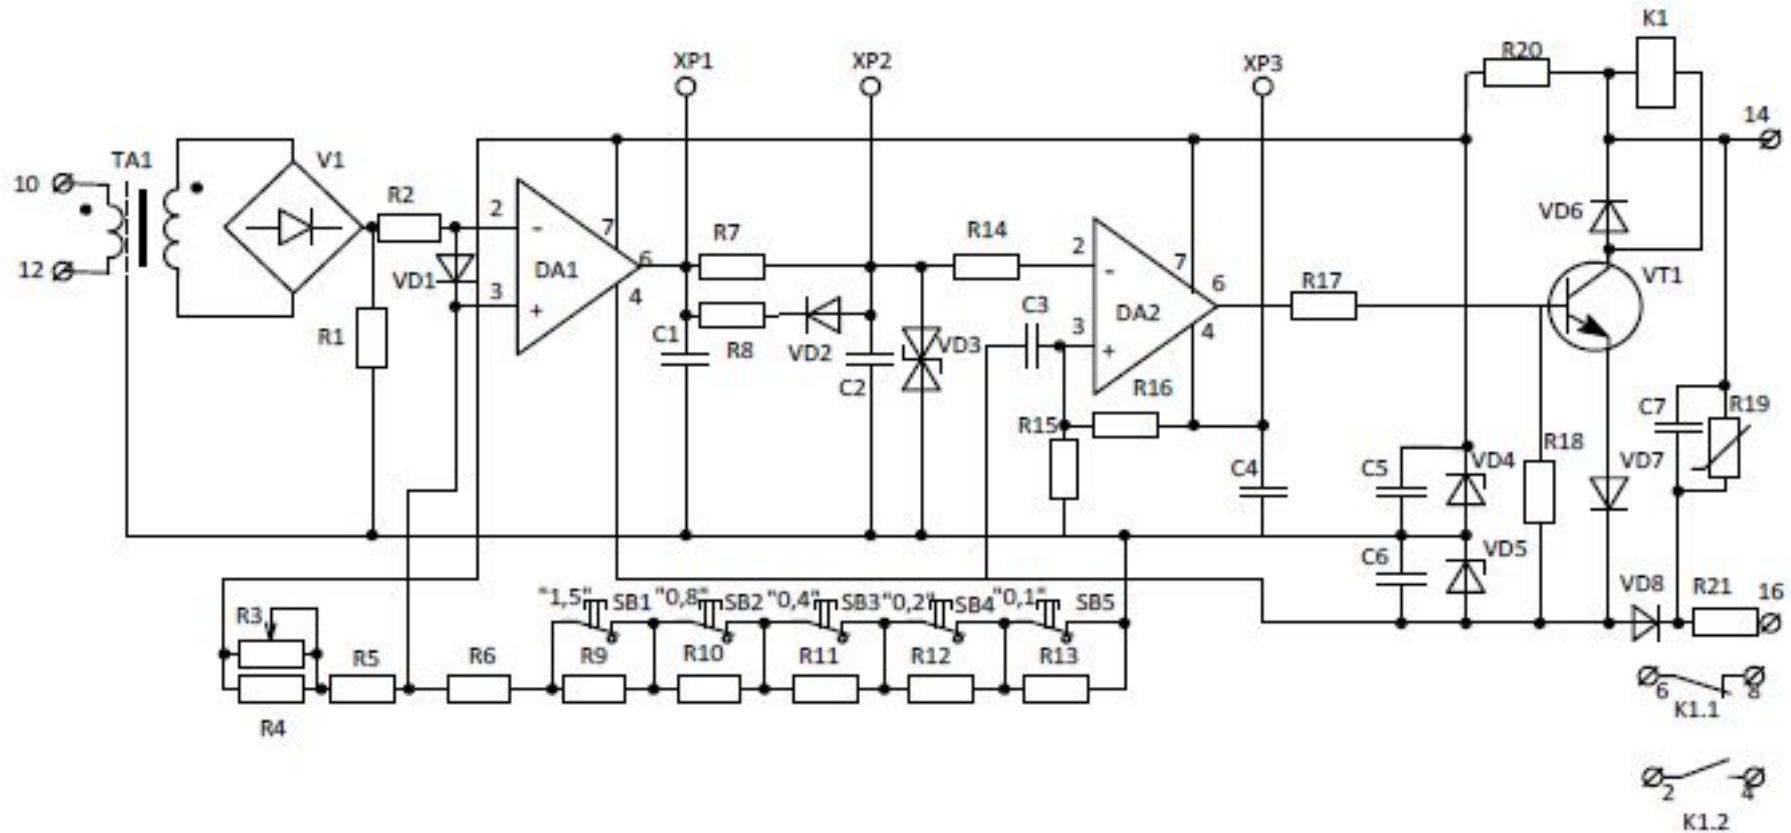 K1
R20
XP1 XP2 XP3
14
TA1 V1
10
R2
2 7 VD6
- R7 R14 2
12 VD1 DA1 6 - 7 6 R17 VT1
3 4 DA2
+ C3
R1 C1 R8 VD2 VD3 3 4
C2 + R16
R15 C7 R19
C4 C5 VD4 R18 VD7
C6 VD5
"1,5" SB1 "0,8" SB2 "0,4" SB3 "0,2" SB4 "0,1" SB5 VD8 R21 16
R3
R5 R6 R9 R10 R11 R12 R13
6 8
K1.1
R4
2 4
K1.2